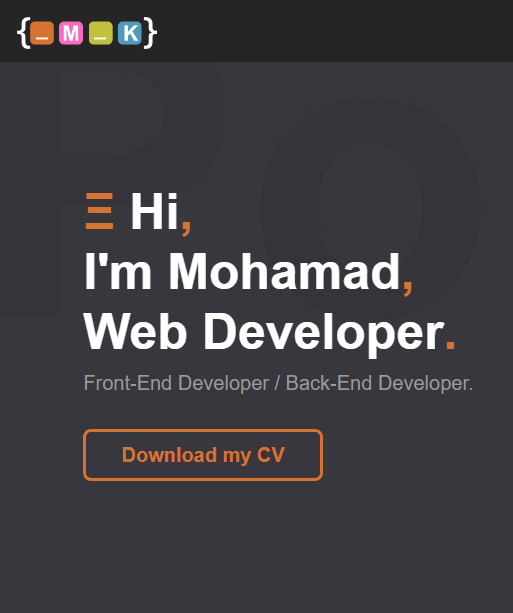 {_M_K}
Po
Ξ Hi,
I'm Mohamad,
Web Developer.
Front-End Developer / Back-End Developer.
Download my CV